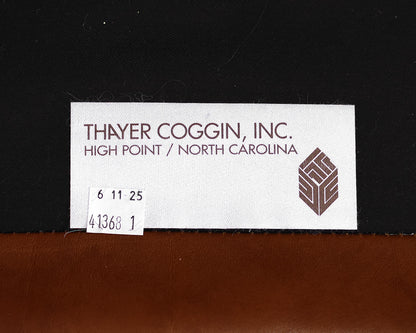 THAYER COGGIN, INC.
HIGH POINT / NORTH CAROLINA
6 11 25
41368 1